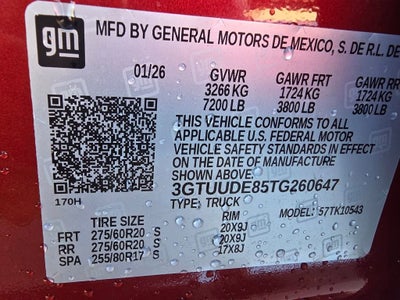 gm
MFD BY GENERAL MOTORS DE MEXICO, S. DE R.L. DE
01/26 GVWR GAWR FRT GAWR RR
3266 KG 1724 KG 1724 KG
7200 LB 3800 LB 3800 LB
THIS VEHICLE CONFORMS TO ALL
APPLICABLE U.S. FEDERAL MOTOR
VEHICLE SAFETY STANDARDS IN EFFECT
ON THE DATE OF MANUFACTURE
SHOWN ABOVE.
170H 3GTUUDE85TG260647
TYPE: TRUCK MODEL: 57TK10543
TIRE SIZE RIM
FRT 275/60R20 S 20X9J
RR 275/60R20 S 20X9J
SPA 255/80R17 S 17X8J